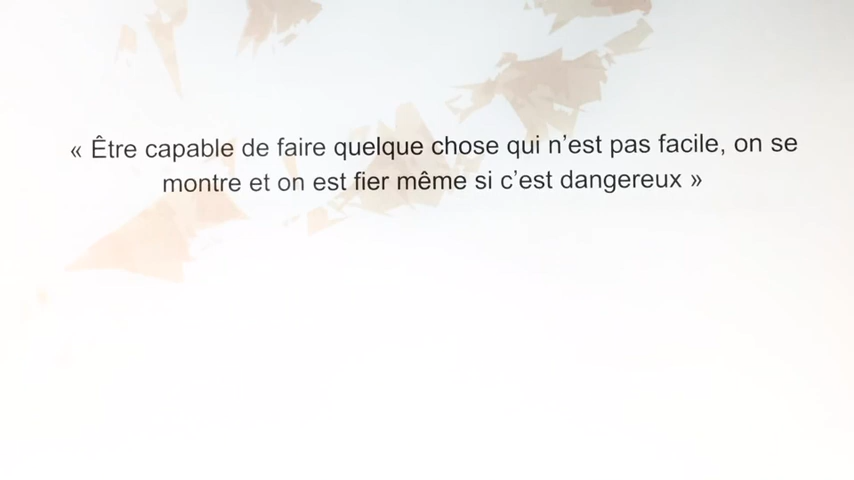 « Être capable de faire quelque chose qui n’est pas facile, on se
montre et on est fier même si c’est dangereux »